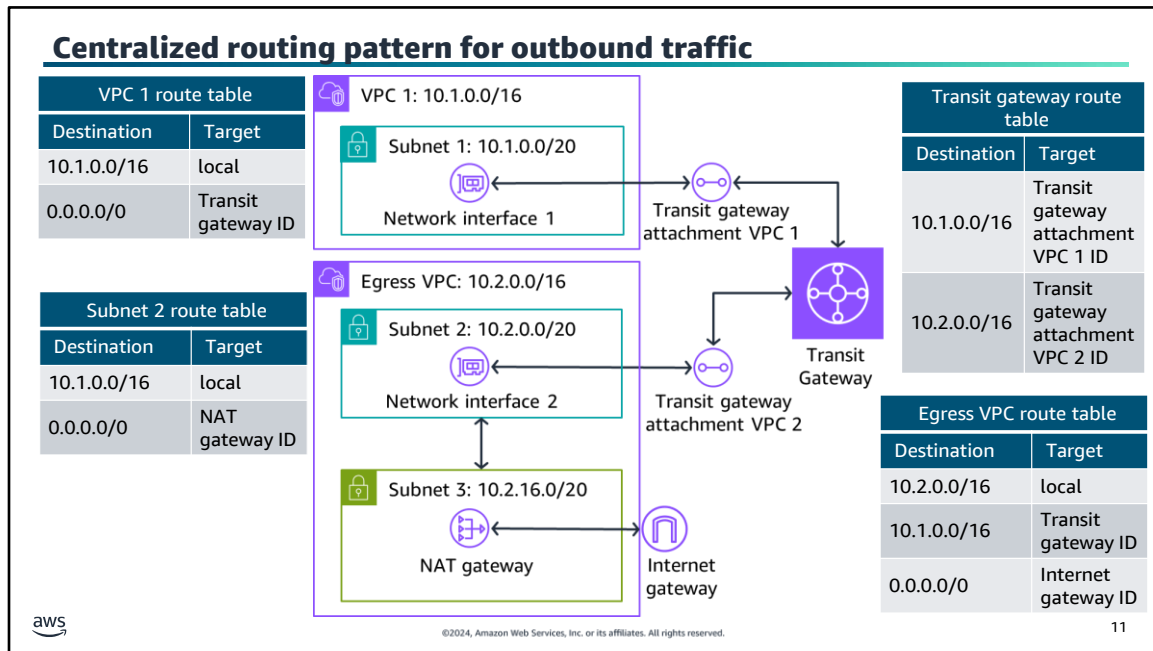 Centralized routing pattern for outbound traffic
VPC 1 route table
Destination Target
10.1.0.0/16 local
0.0.0.0/0 Transit
gateway ID
Subnet 2 route table
Destination Target
10.1.0.0/16 local
0.0.0.0/0 NAT
gateway ID
VPC 1: 10.1.0.0/16
Subnet 1: 10.1.0.0/20
Network interface 1
Transit gateway
attachment VPC 1
Egress VPC: 10.2.0.0/16
Subnet 2: 10.2.0.0/20
Network interface 2
Transit gateway
attachment VPC 2
Transit
Gateway
Subnet 3: 10.2.16.0/20
NAT gateway
Internet
gateway
Transit gateway route
table
Destination Target
10.1.0.0/16 Transit
gateway
attachment
VPC 1 ID
10.2.0.0/16 Transit
gateway
attachment
VPC 2 ID
Egress VPC route table
Destination Target
10.2.0.0/16 local
10.1.0.0/16 Transit
gateway ID
0.0.0.0/0 Internet
gateway ID
aws
©2024, Amazon Web Services, Inc. or its affiliates. All rights reserved.
11